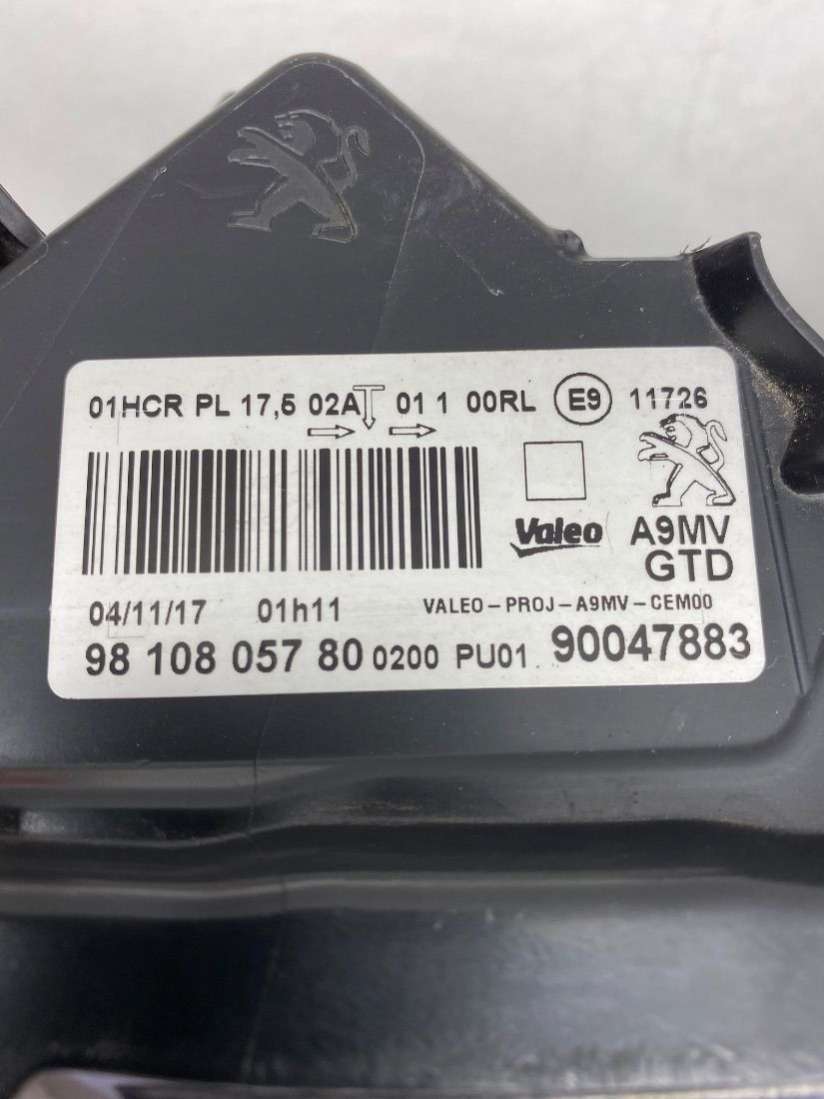 01HCR PL 17,5 02A 01 1 00RL E9 11726
Valeo A9MV
GTD
04/11/17 01h11 VALEO-PROJ-A9MV-CEM00
98 108 057 80 0200 PU01 90047883